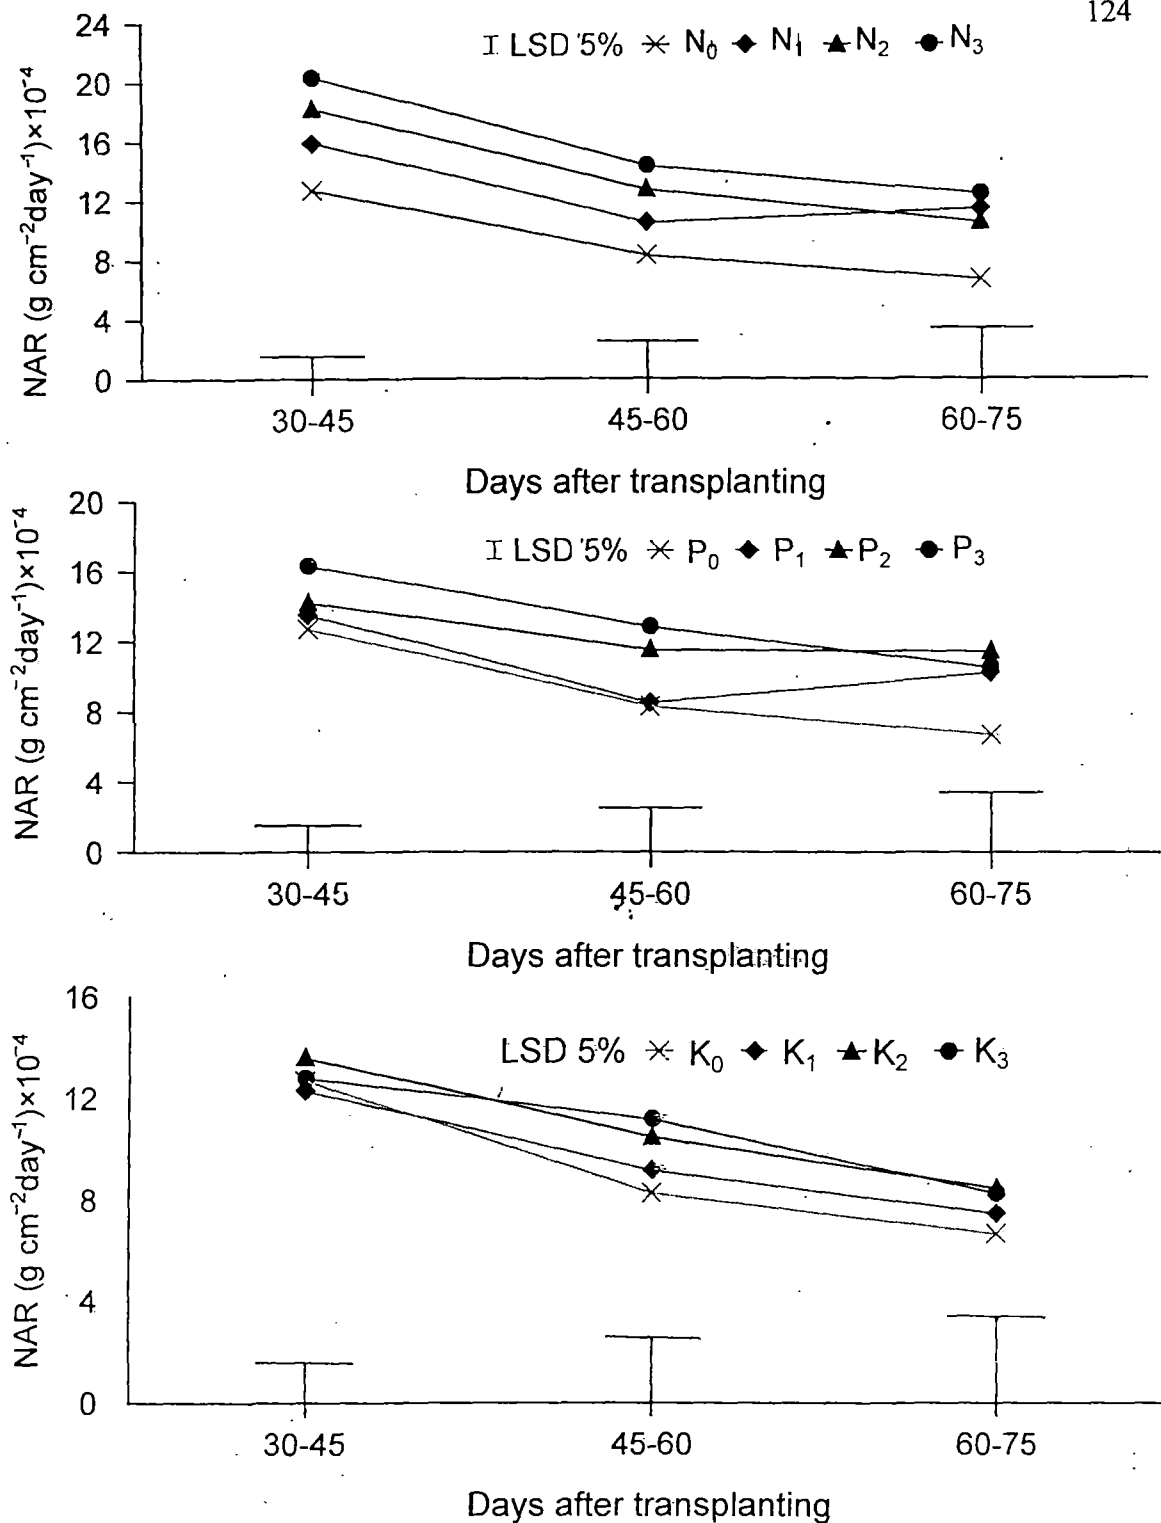 124
24
I LSD 5% N₀ N₁ N₂ N₃
20
16
12
8
4
0
NAR (g cm⁻²day⁻¹)×10⁻⁴
30-45 45-60 60-75
Days after transplanting
20
I LSD 5% P₀ P₁ P₂ P₃
16
12
8
4
0
NAR (g cm⁻²day⁻¹)×10⁻⁴
30-45 45-60 60-75
Days after transplanting
16
LSD 5% K₀ K₁ K₂ K₃
12
8
4
0
NAR (g cm⁻²day⁻¹)×10⁻⁴
30-45 45-60 60-75
Days after transplanting